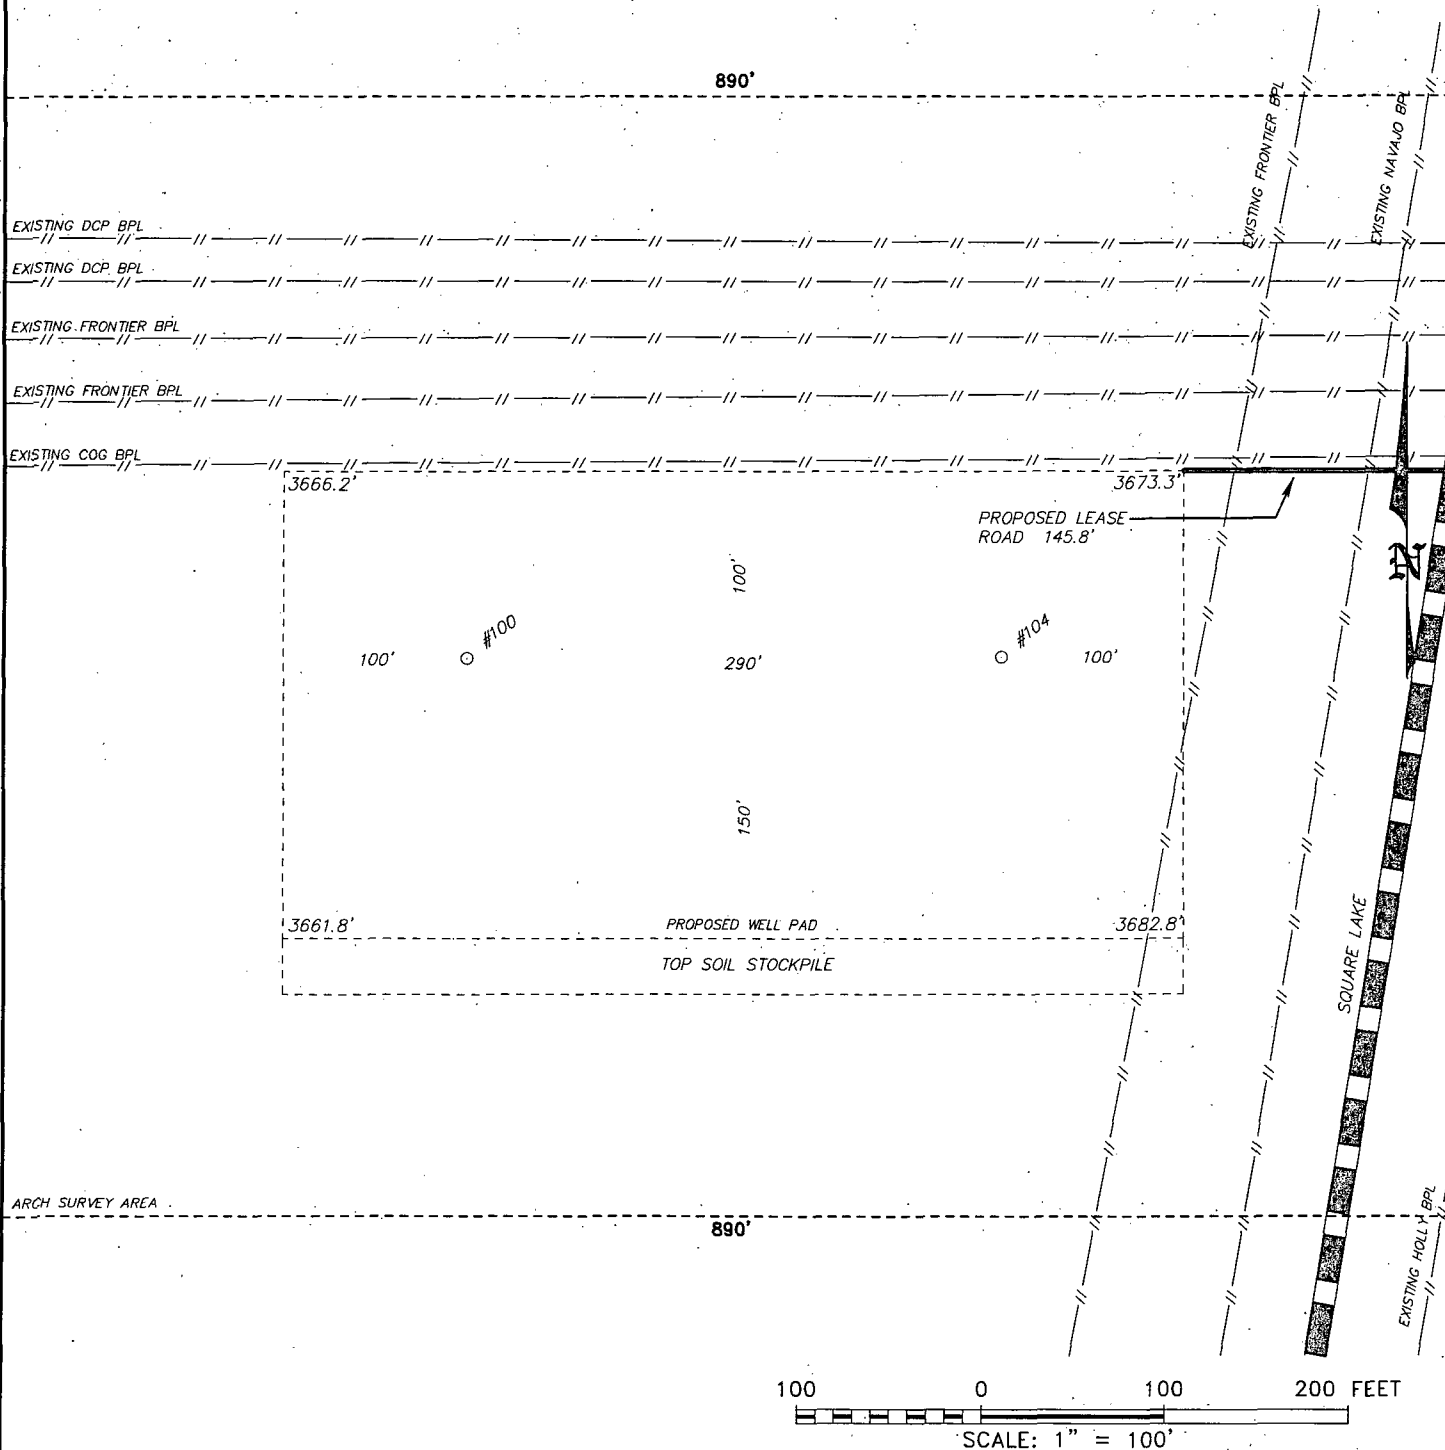 890'
EXISTING FRONTIER BPL
EXISTING NAVAJO BPL
EXISTING DCP BPL
EXISTING DCP BPL
EXISTING FRONTIER BPL
EXISTING FRONTIER BPL
EXISTING COG BPL
3666.2'
3673.3'
PROPOSED LEASE
ROAD 145.8'
N
100'
#100
#104
100'
290'
100'
150'
SQUARE LAKE
3661.8'
PROPOSED WELL PAD
3682.8'
TOP SOIL STOCKPILE
ARCH SURVEY AREA
890'
EXISTING HOLLY BPL
100 0 100 200 FEET
SCALE: 1" = 100'